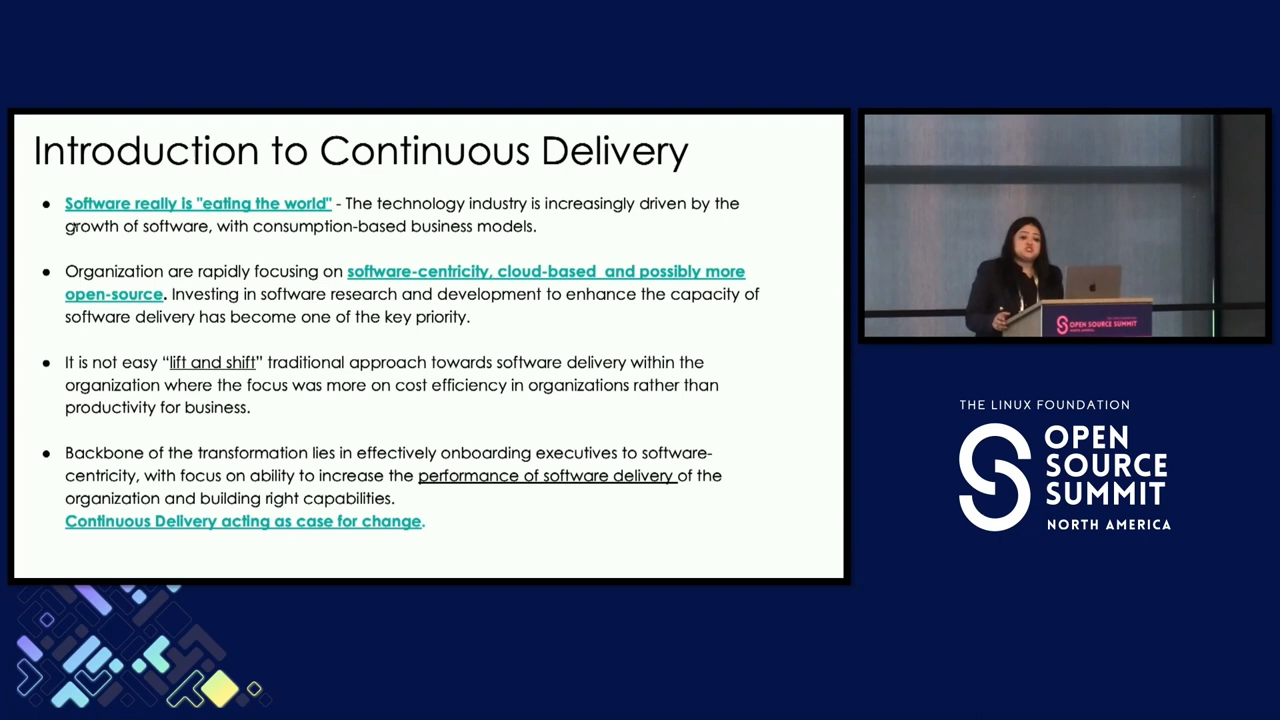 Introduction to Continuous Delivery
● Software really is "eating the world" - The technology industry is increasingly driven by the
growth of software, with consumption-based business models.
● Organization are rapidly focusing on software-centricity, cloud-based and possibly more
open-source. Investing in software research and development to enhance the capacity of
software delivery has become one of the key priority.
● It is not easy “lift and shift” traditional approach towards software delivery within the
organization where the focus was more on cost efficiency in organizations rather than
productivity for business.
● Backbone of the transformation lies in effectively onboarding executives to software-
centricity, with focus on ability to increase the performance of software delivery of the
organization and building right capabilities.
Continuous Delivery acting as case for change.
OPEN SOURCE SUMMIT
THE LINUX FOUNDATION
OPEN
SOURCE
SUMMIT
NORTH AMERICA